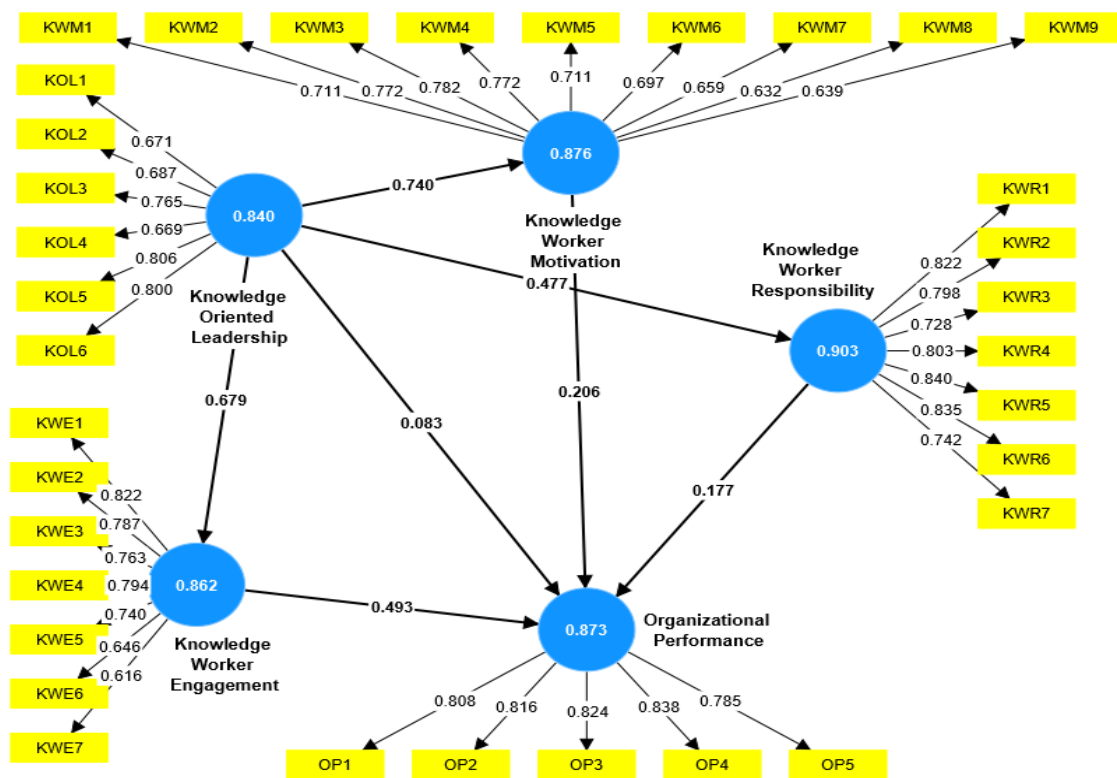 KWM1
KWM2
KWM3
KWM4
KWM5
KWM6
KWM7
KWM8
KWM9
0.711
0.772
0.782
0.772
0.711
0.697
0.659
0.632
0.639
KOL1
KOL2
KOL3
KOL4
KOL5
KOL6
0.671
0.687
0.765
0.669
0.806
0.800
0.840
Knowledge
Oriented
Leadership
0.740
0.876
Knowledge
Worker
Motivation
0.477
Knowledge
Worker
Responsibility
0.903
KWR1
KWR2
KWR3
KWR4
KWR5
KWR6
KWR7
0.822
0.798
0.728
0.803
0.840
0.835
0.742
0.679
0.083
0.206
0.177
KWE1
KWE2
KWE3
KWE4
KWE5
KWE6
KWE7
0.822
0.787
0.763
0.794
0.740
0.646
0.616
0.862
Knowledge
Worker
Engagement
0.493
0.873
Organizational
Performance
0.808
0.816
0.824
0.838
0.785
OP1
OP2
OP3
OP4
OP5